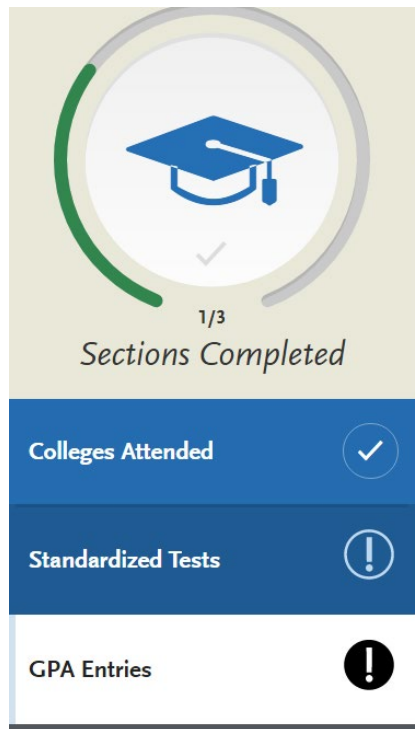 1/3
Sections Completed
Colleges Attended
Standardized Tests
GPA Entries